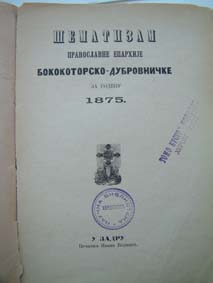 ШЕМАТИЗАМ
ПРАВОСЛАВНЕ ЕПАРХИЈЕ
БОКОКОТОРСКО-ДУБРОВНИЧКЕ
ЗА ГОДИНУ
1875.
У ЗАДРУ